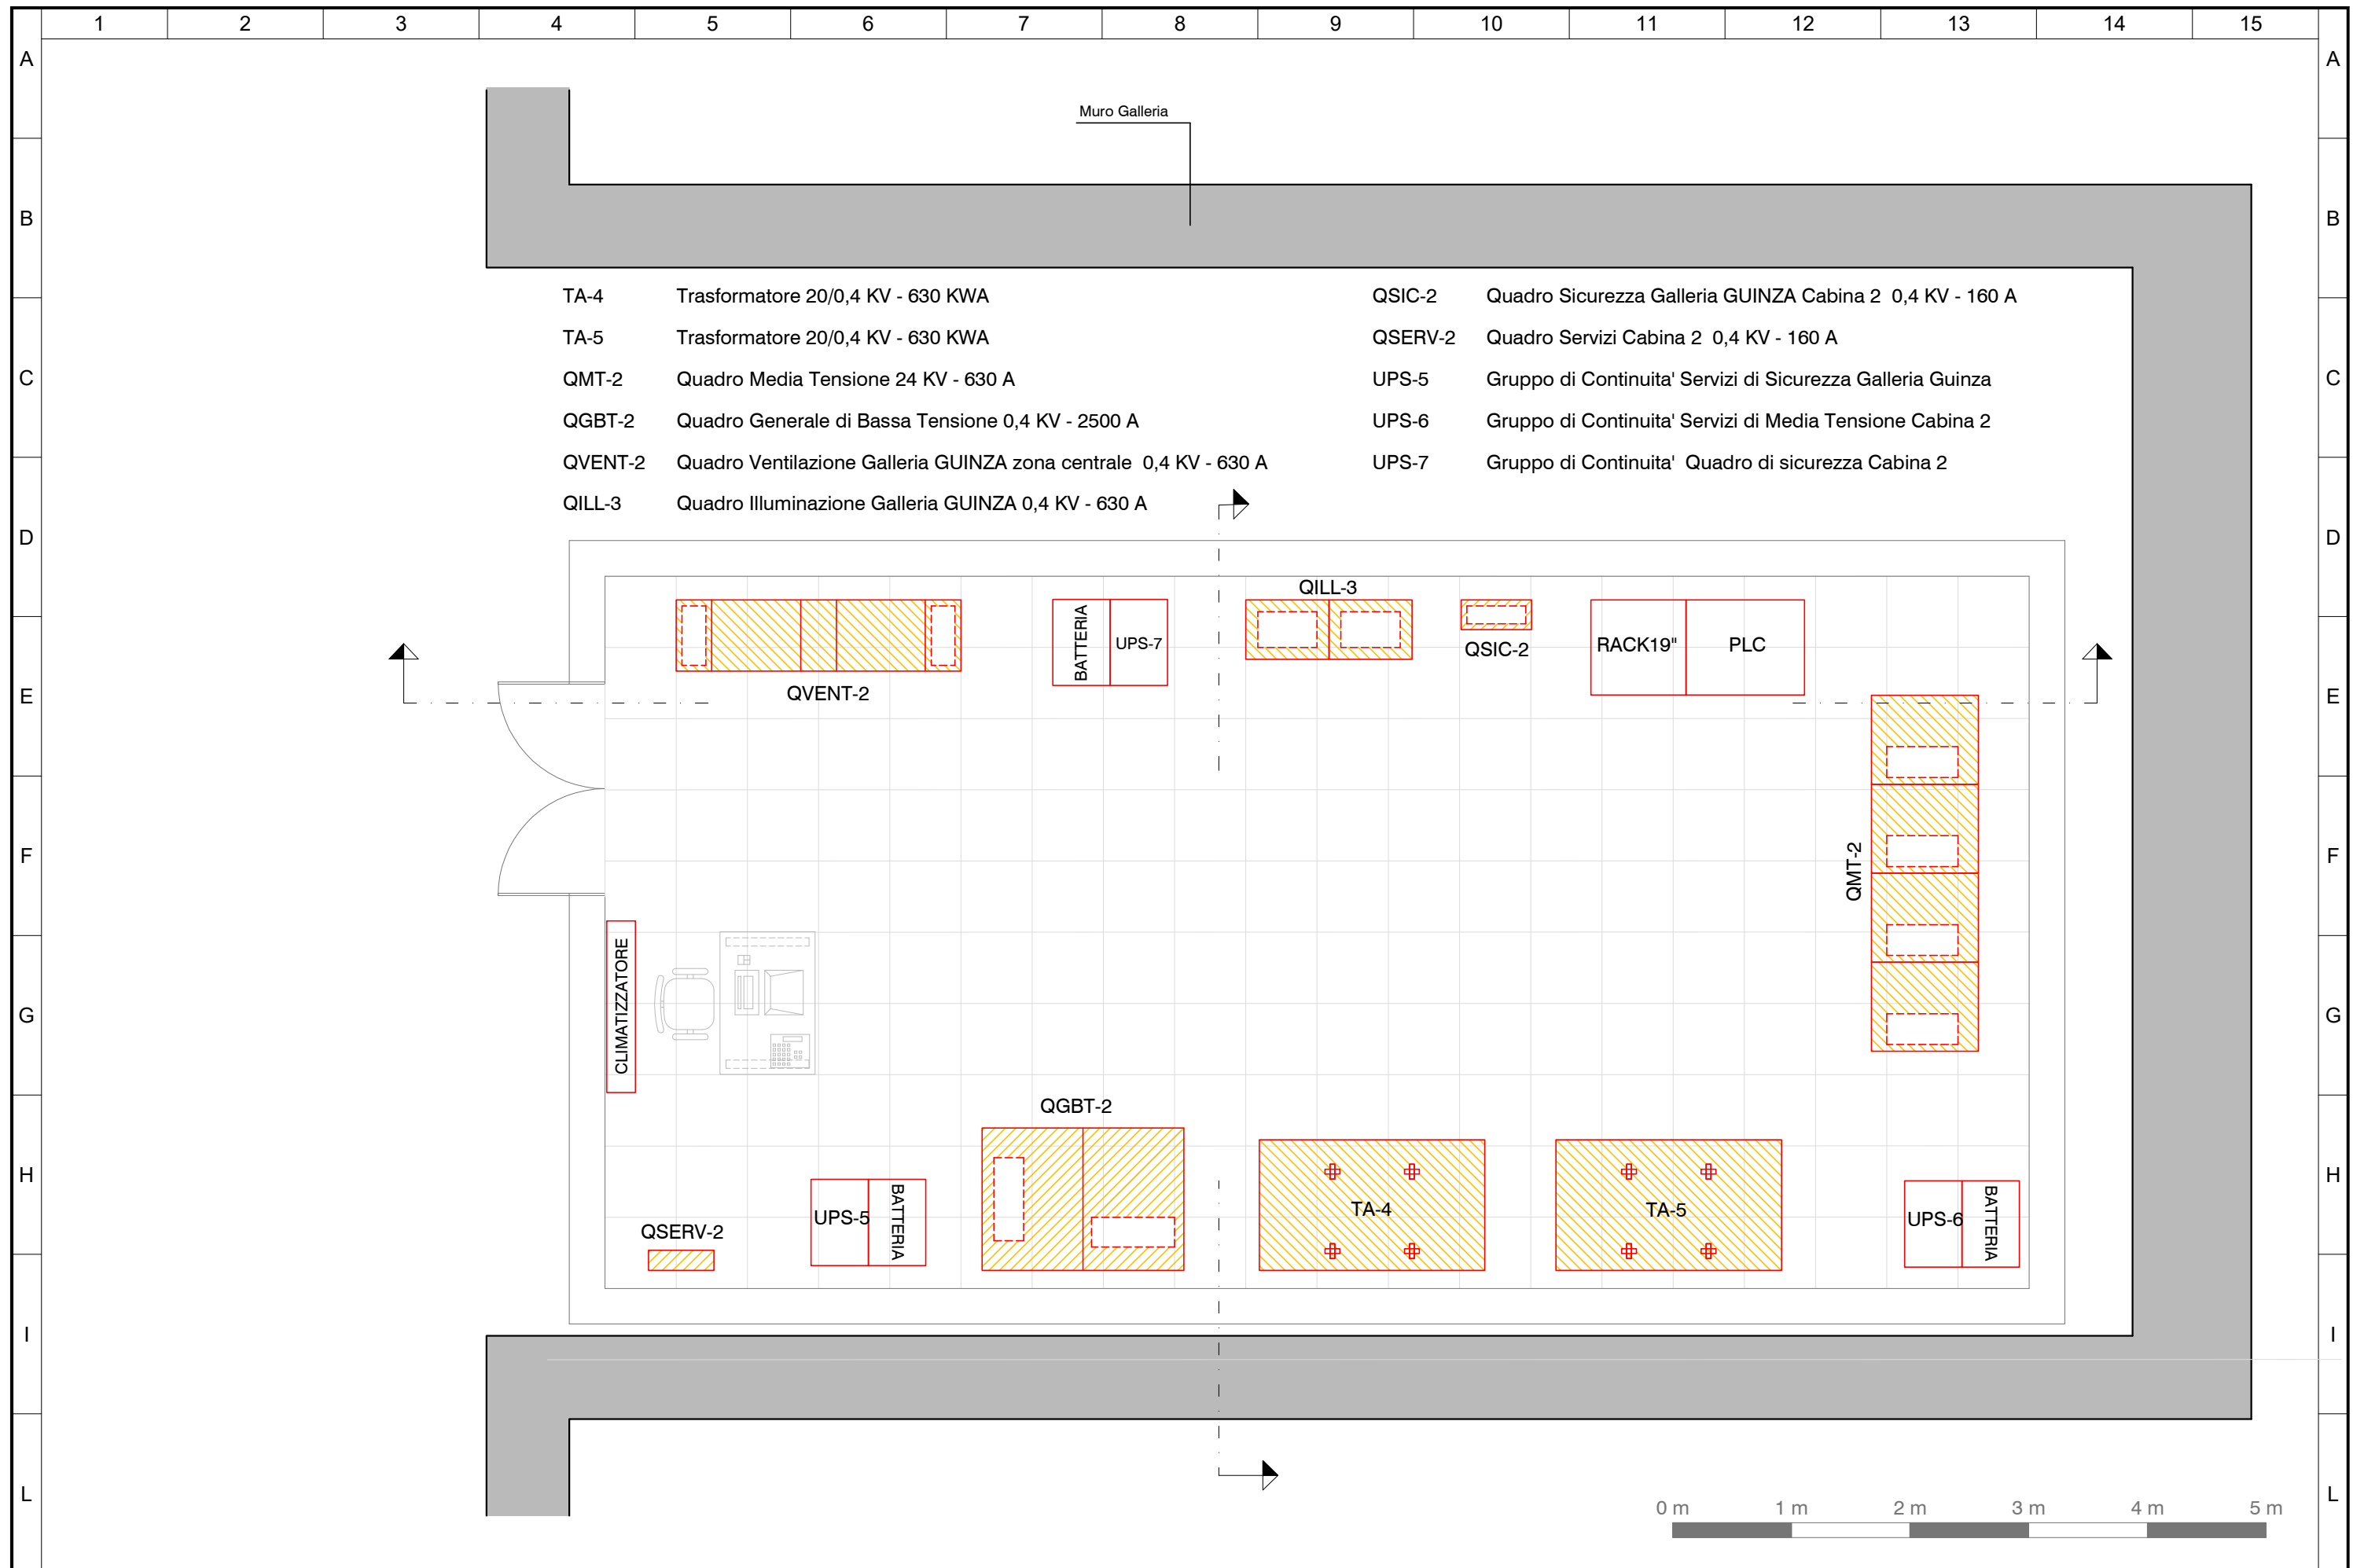 1 2 3 4 5 6 7 8 9 10 11 12 13 14 15
A A
Muro Galleria
B B
TA-4 Trasformatore 20/0,4 KV - 630 KWA
TA-5 Trasformatore 20/0,4 KV - 630 KWA
QMT-2 Quadro Media Tensione 24 KV - 630 A
QGBT-2 Quadro Generale di Bassa Tensione 0,4 KV - 2500 A
QVENT-2 Quadro Ventilazione Galleria GUINZA zona centrale 0,4 KV - 630 A
QILL-3 Quadro Illuminazione Galleria GUINZA 0,4 KV - 630 A
QSIC-2 Quadro Sicurezza Galleria GUINZA Cabina 2 0,4 KV - 160 A
QSERV-2 Quadro Servizi Cabina 2 0,4 KV - 160 A
UPS-5 Gruppo di Continuita' Servizi di Sicurezza Galleria Guinza
UPS-6 Gruppo di Continuita' Servizi di Media Tensione Cabina 2
UPS-7 Gruppo di Continuita' Quadro di sicurezza Cabina 2
C C
D D
QILL-3
BATTERIA
UPS-7
QSIC-2
RACK19"
PLC
QVENT-2
E E
QMT-2
F F
CLIMATIZZATORE
G G
QGBT-2
H H
QSERV-2
UPS-5
BATTERIA
TA-4
TA-5
UPS-6
BATTERIA
I I
L L
0 m 1 m 2 m 3 m 4 m 5 m